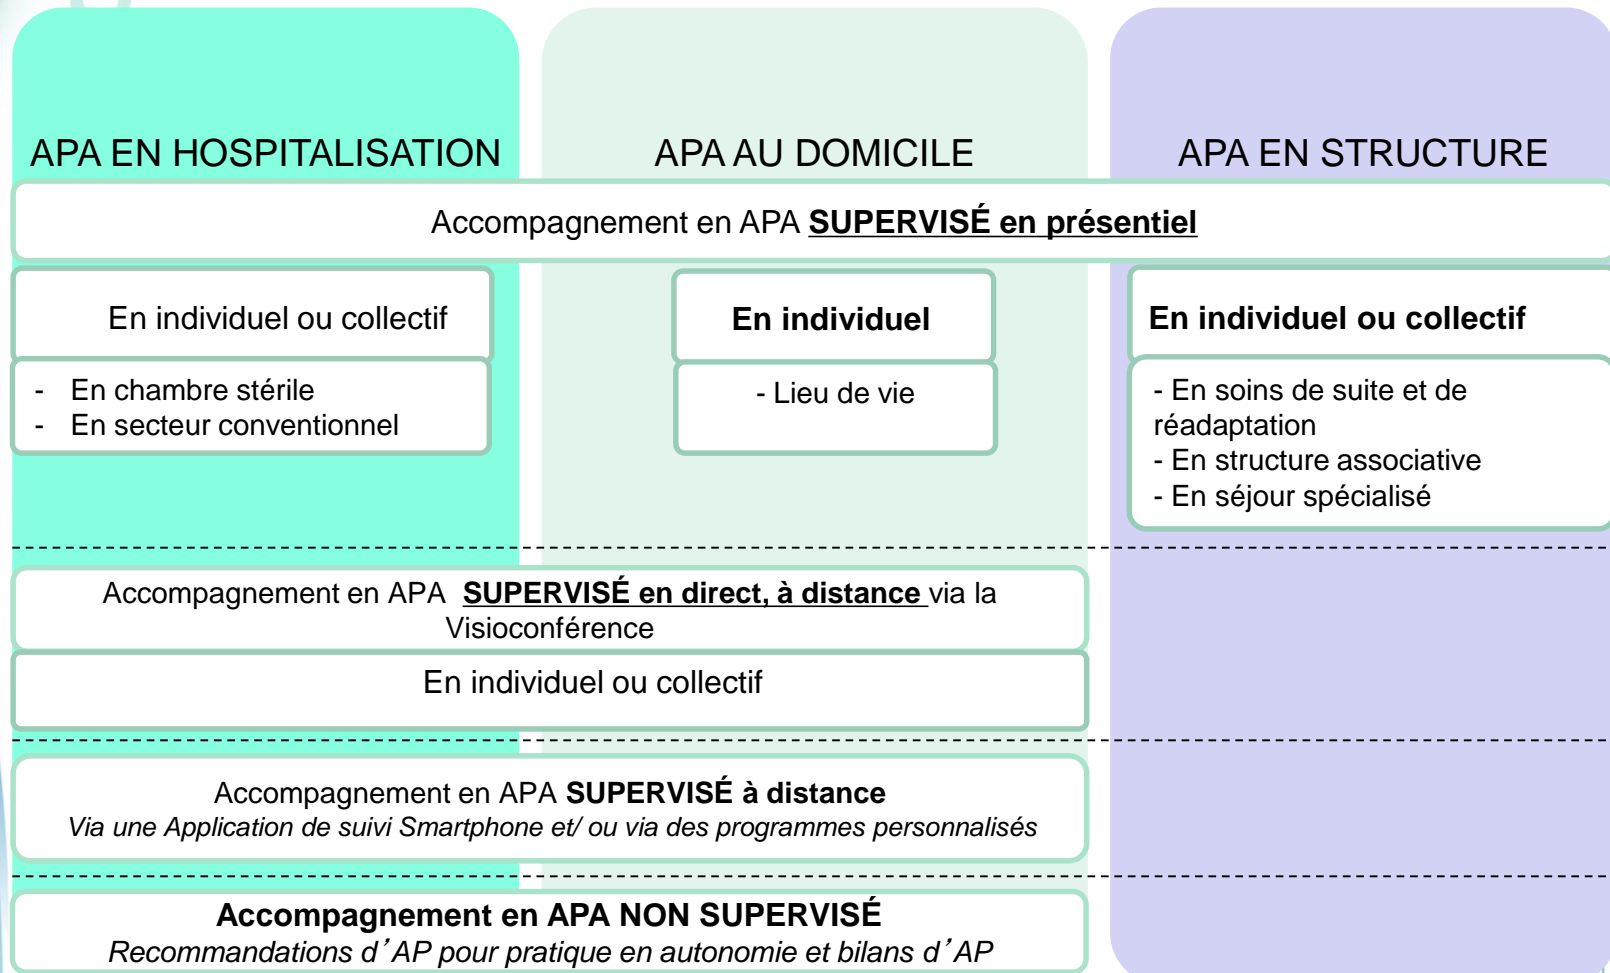 APA EN HOSPITALISATION
APA AU DOMICILE
APA EN STRUCTURE
Accompagnement en APA SUPERVISÉ en présentiel
En individuel ou collectif
- En chambre stérile
- En secteur conventionnel
En individuel
- Lieu de vie
En individuel ou collectif
- En soins de suite et de
réadaptation
- En structure associative
- En séjour spécialisé
Accompagnement en APA SUPERVISÉ en direct, à distance via la
Visioconférence
En individuel ou collectif
Accompagnement en APA SUPERVISÉ à distance
Via une Application de suivi Smartphone et/ ou via des programmes personnalisés
Accompagnement en APA NON SUPERVISÉ
Recommandations d’AP pour pratique en autonomie et bilans d’AP